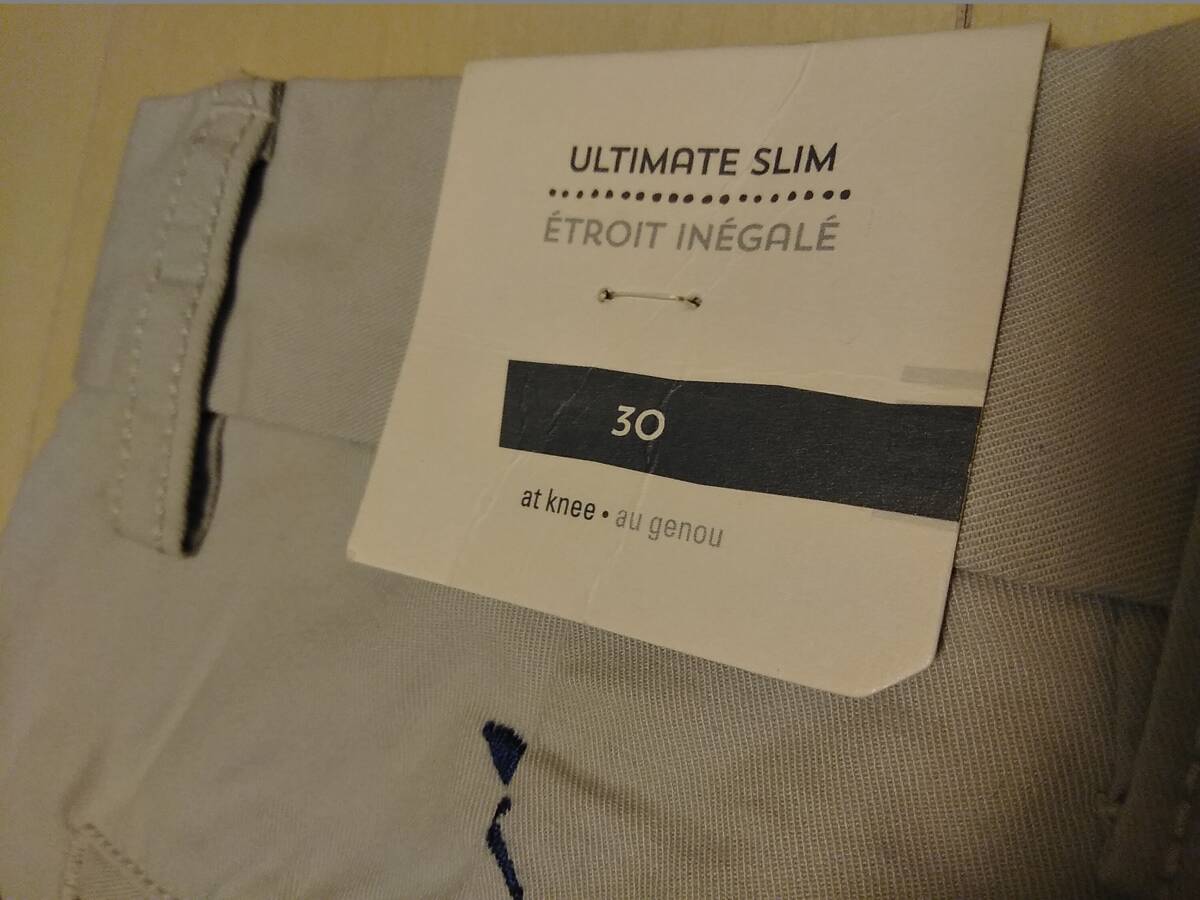 ULTIMATE SLIM
ÉTROIT INÉGALÉ
30
at knee • au genou